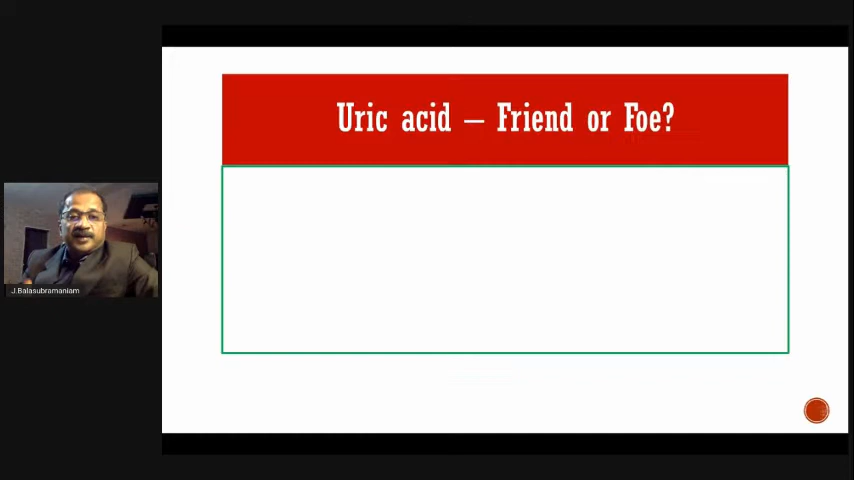 Uric acid – Friend or Foe?
J.Balasubramaniam